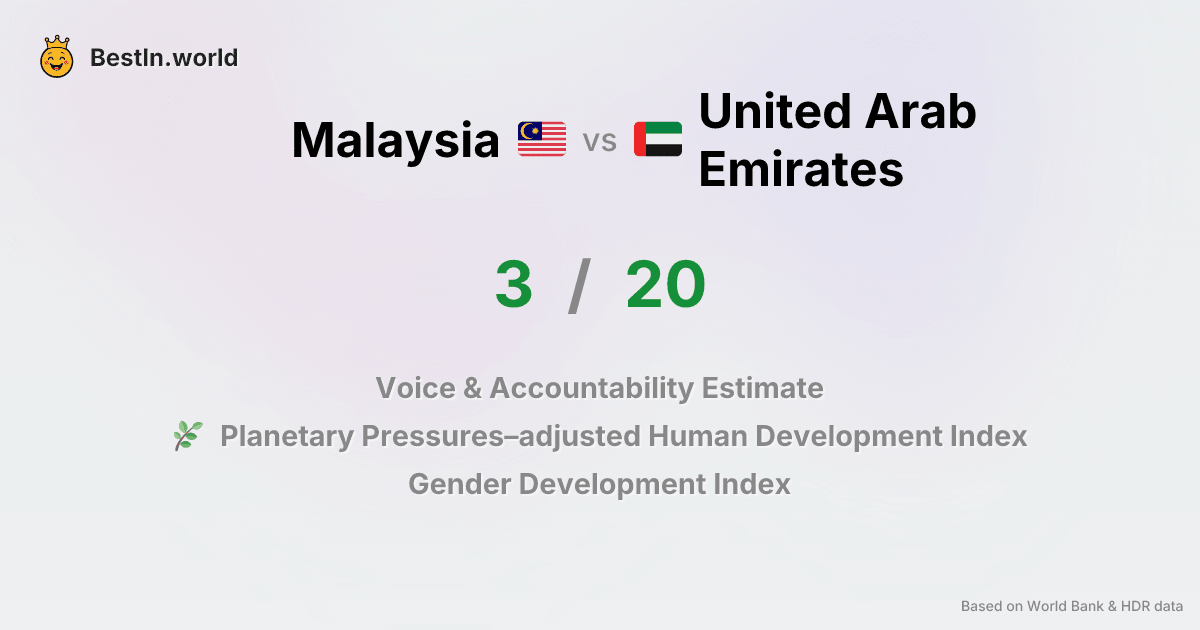 BestIn.world
Malaysia vs United Arab
Emirates
3 / 20
Voice & Accountability Estimate
Planetary Pressures–adjusted Human Development Index
Gender Development Index
Based on World Bank & HDR data